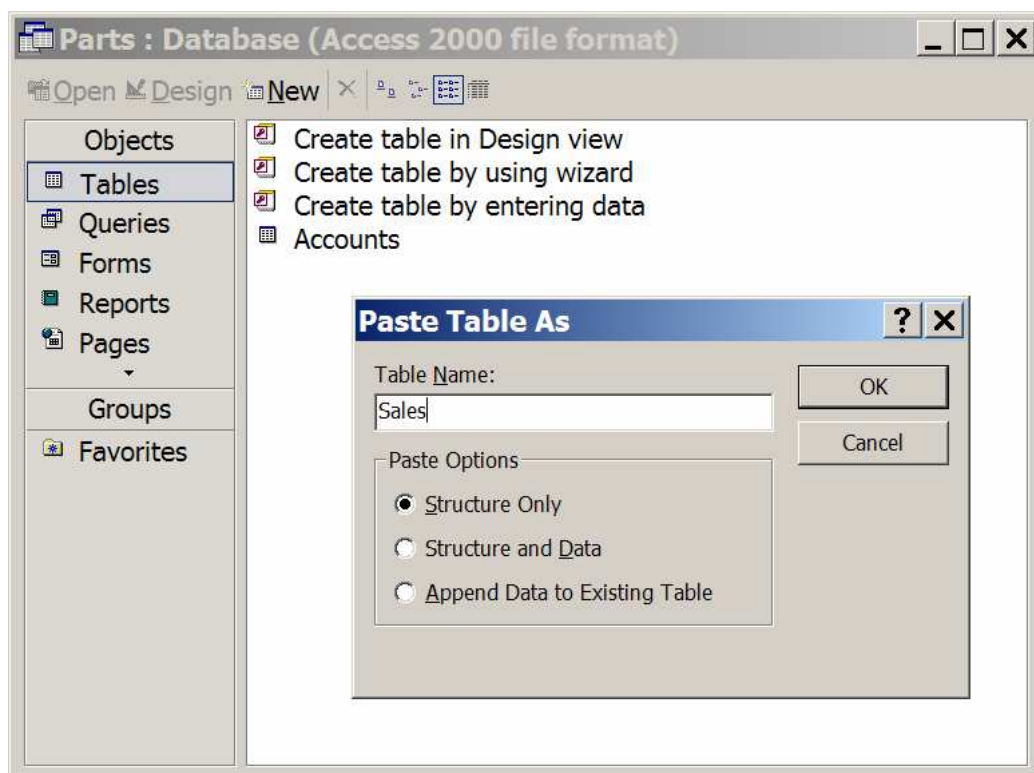 Parts : Database (Access 2000 file format)
Open Design New
Objects
Tables
Queries
Forms
Reports
Pages
Groups
Favorites
Create table in Design view
Create table by using wizard
Create table by entering data
Accounts
Paste Table As
Table Name:
Sales
OK
Cancel
Paste Options
Structure Only
Structure and Data
Append Data to Existing Table